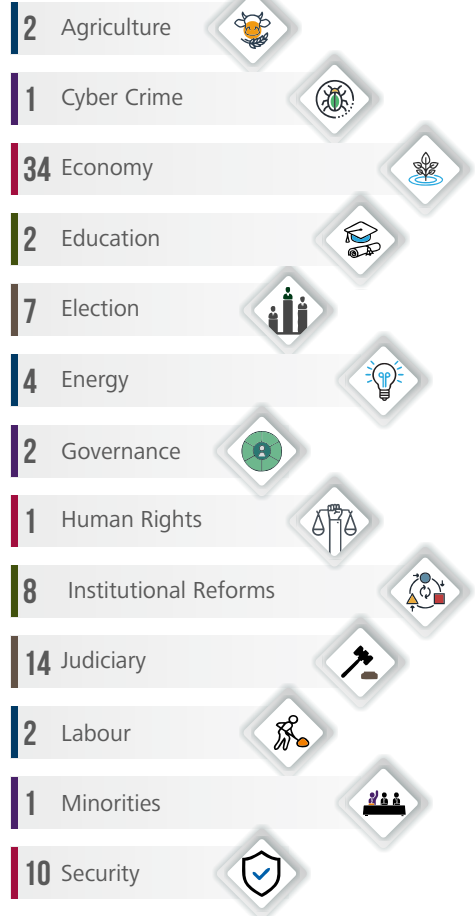 2 Agriculture
1 Cyber Crime
34 Economy
2 Education
7 Election
4 Energy
2 Governance
1 Human Rights
8 Institutional Reforms
14 Judiciary
2 Labour
1 Minorities
10 Security